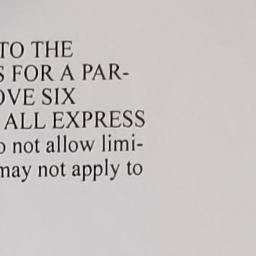 TO THE
S FOR A PAR-
OVE SIX
ALL EXPRESS
o not allow limi-
may not apply to